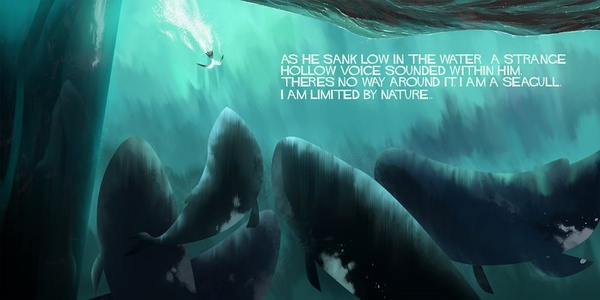 AS HE SANK LOW IN THE WATER A STRANGE
HOLLOW VOICE SOUNDED WITHIN HIM.
THERES NO WAY AROUND IT I AM A SEAGULL.
I AM LIMITED BY NATURE..